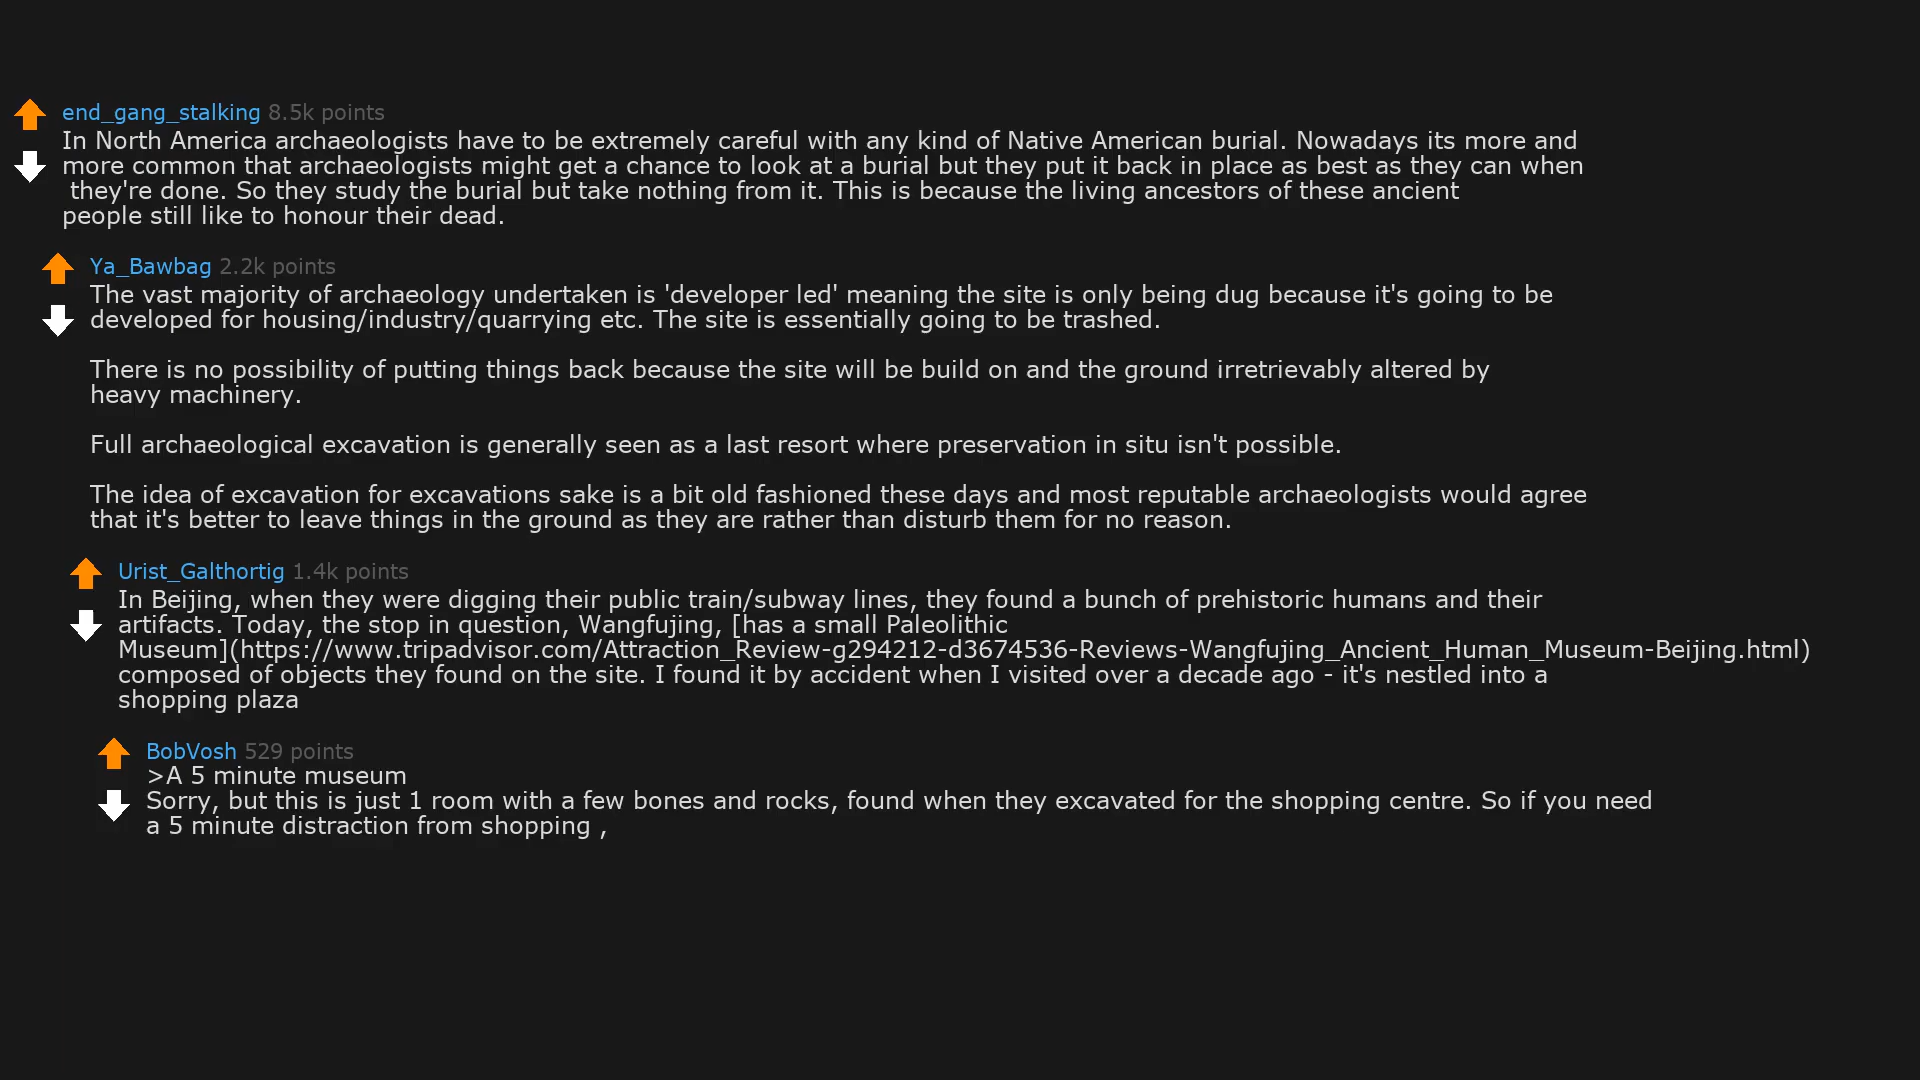 end_gang_stalking 8.5k points
In North America archaeologists have to be extremely careful with any kind of Native American burial. Nowadays its more and
more common that archaeologists might get a chance to look at a burial but they put it back in place as best as they can when
they're done. So they study the burial but take nothing from it. This is because the living ancestors of these ancient
people still like to honour their dead.
Ya_Bawbag 2.2k points
The vast majority of archaeology undertaken is 'developer led' meaning the site is only being dug because it's going to be
developed for housing/industry/quarrying etc. The site is essentially going to be trashed.
There is no possibility of putting things back because the site will be build on and the ground irretrievably altered by
heavy machinery.
Full archaeological excavation is generally seen as a last resort where preservation in situ isn't possible.
The idea of excavation for excavations sake is a bit old fashioned these days and most reputable archaeologists would agree
that it's better to leave things in the ground as they are rather than disturb them for no reason.
Urist_Galthortig 1.4k points
In Beijing, when they were digging their public train/subway lines, they found a bunch of prehistoric humans and their
artifacts. Today, the stop in question, Wangfujing, [has a small Paleolithic
Museum](https://www.tripadvisor.com/Attraction_Review-g294212-d3674536-Reviews-Wangfujing_Ancient_Human_Museum-Beijing.html)
composed of objects they found on the site. I found it by accident when I visited over a decade ago - it's nestled into a
shopping plaza
BobVosh 529 points
>A 5 minute museum
Sorry, but this is just 1 room with a few bones and rocks, found when they excavated for the shopping centre. So if you need
a 5 minute distraction from shopping ,